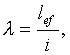 λ = l_ef / i ,